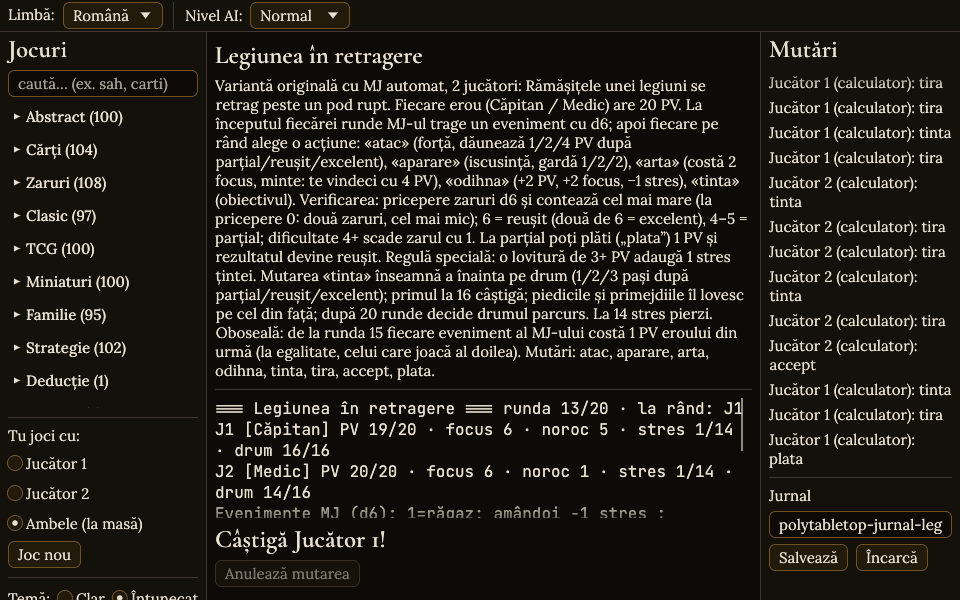 Limbă: Română Nivel AI: Normal
Jocuri
caută... (ex. sah, carti)
Abstract (100)
Cărți (104)
Zaruri (108)
Clasic (97)
TCG (100)
Miniaturi (100)
Familie (95)
Strategie (102)
Deducție (1)
Tu joci cu:
Jucător 1
Jucător 2
Ambele (la masă)
Joc nou
Temă: Clar Întunecat
Legiunea în retragere
Variantă originală cu MJ automat, 2 jucători: Rămășițele unei legiuni se
retrag peste un pod rupt. Fiecare erou (Căpitan / Medic) are 20 PV. La
începutul fiecărei runde MJ-ul trage un eveniment cu d6; apoi fiecare pe
rând alege o acțiune: «atac» (forță, dăunează 1/2/4 PV după
parțial/reușit/excelent), «aparare» (iscusință, gardă 1/2/2), «arta» (costă 2
focus, minte: te vindeci cu 4 PV), «odihna» (+2 PV, +2 focus, −1 stres), «tinta»
(obiectivul). Verificarea: pricepere zaruri d6 și contează cel mai mare (la
pricepere 0: două zaruri, cel mai mic); 6 = reușit (două de 6 = excelent), 4–5 =
parțial; dificultate 4+ scade zarul cu 1. La parțial poți plăti („plata”) 1 PV și
rezultatul devine reușit. Regulă specială: o lovitură de 3+ PV adaugă 1 stres
țintei. Mutarea «tinta» înseamnă a înainta pe drum (1/2/3 pași după
parțial/reușit/excelent); primul la 16 câștigă; piedicile și primejdiile îl lovesc
pe cel din față; după 20 runde decide drumul parcurs. La 14 stres pierzi.
Oboseală: de la runda 15 fiecare eveniment al MJ-ului costă 1 PV eroului din
urmă (la egalitate, celui care joacă al doilea). Mutări: atac, aparare, arta,
odihna, tinta, tira, accept, plata.
═══ Legiunea în retragere ═══ runda 13/20 · la rând: J1
J1 [Căpitan] PV 19/20 · focus 6 · noroc 5 · stres 1/14
· drum 16/16
J2 [Medic] PV 20/20 · focus 6 · noroc 1 · stres 1/14 ·
drum 14/16
Evenimente MJ (d6): 1=răgaz: amândoi -1 stres ;
Câștigă Jucător 1!
Anulează mutarea
Mutări
Jucător 1 (calculator): tira
Jucător 1 (calculator): tira
Jucător 1 (calculator): tinta
Jucător 1 (calculator): tira
Jucător 2 (calculator):
tinta
Jucător 2 (calculator): tira
Jucător 2 (calculator): tira
Jucător 2 (calculator):
tinta
Jucător 2 (calculator): tira
Jucător 2 (calculator):
accept
Jucător 1 (calculator): tinta
Jucător 1 (calculator): tira
Jucător 1 (calculator):
plata
Jurnal
polytabletop-jurnal-leg
Salvează Încarcă